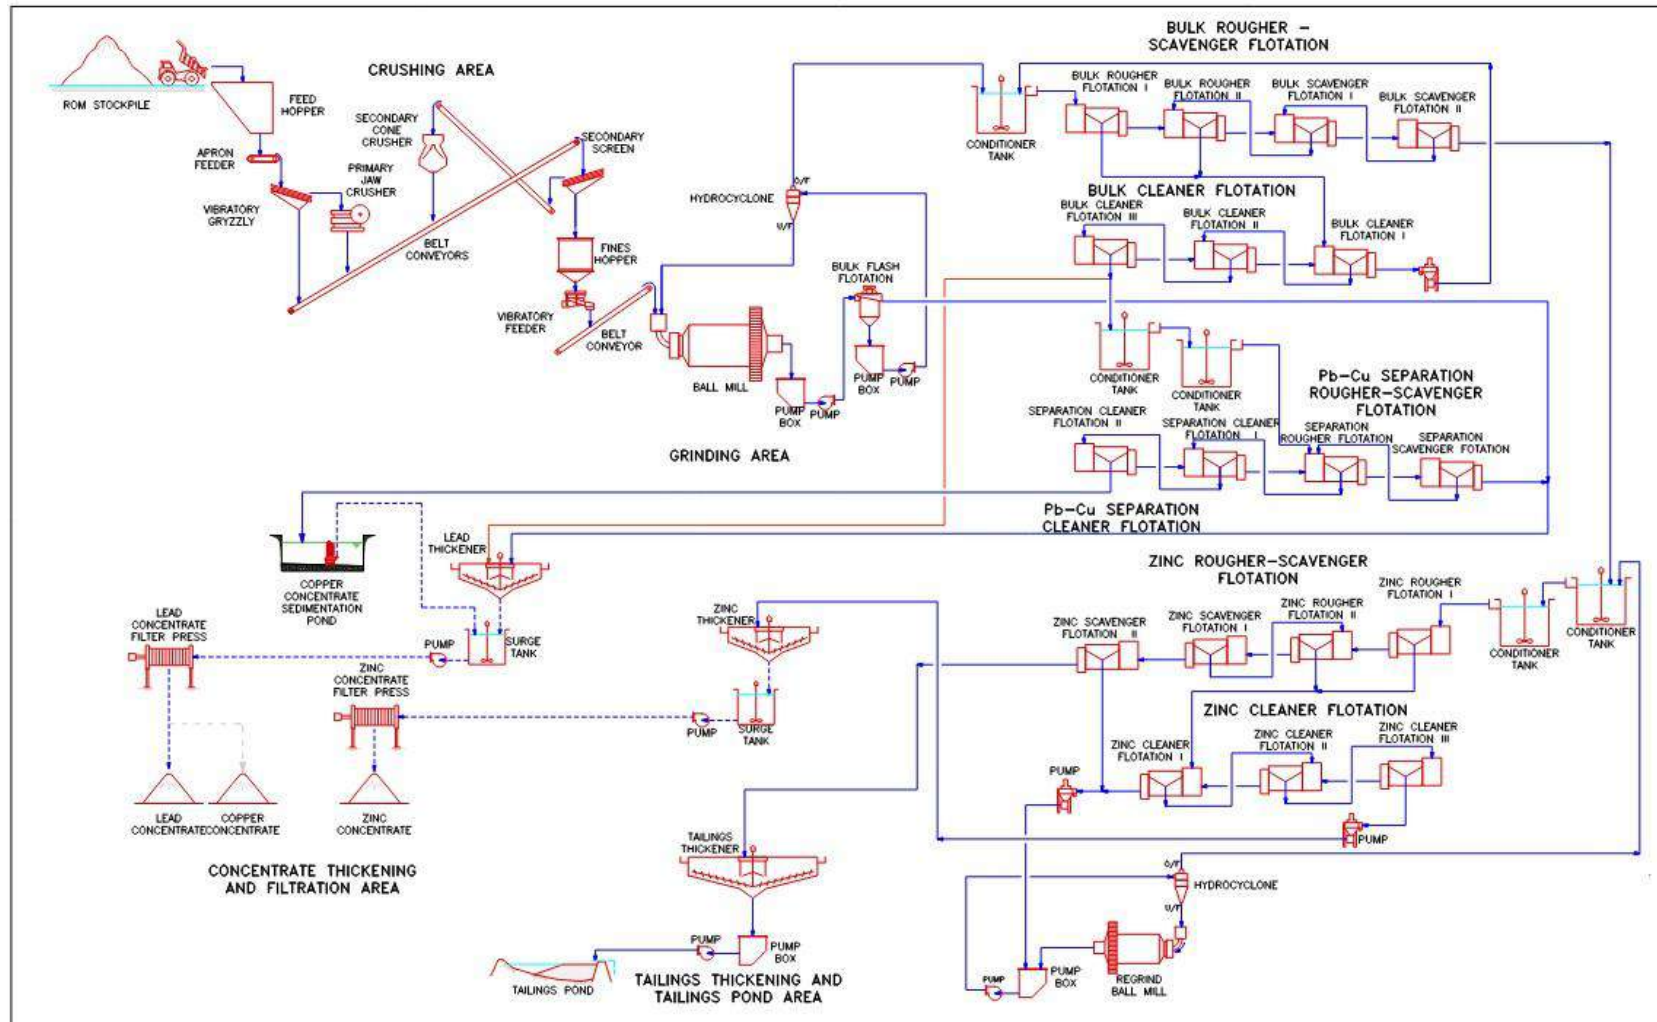 BULK ROUGHER –
SCAVENGER FLOTATION
CRUSHING AREA
ROM STOCKPILE
FEED
HOPPER
APRON
FEEDER
VIBRATORY
GRYZZLY
PRIMARY
JAW
CRUSHER
SECONDARY
CONE
CRUSHER
SECONDARY
SCREEN
BELT
CONVEYORS
FINES
HOPPER
VIBRATORY
FEEDER
BELT
CONVEYOR
BALL MILL
HYDROCYCLONE
O/F
U/F
BULK FLASH
FLOTATION
PUMP
BOX
PUMP
PUMP
BOX
PUMP
GRINDING AREA
CONDITIONER
TANK
BULK ROUGHER
FLOTATION I
BULK ROUGHER
FLOTATION II
BULK SCAVENGER
FLOTATION I
BULK SCAVENGER
FLOTATION II
BULK CLEANER FLOTATION
BULK CLEANER
FLOTATION III
BULK CLEANER
FLOTATION II
BULK CLEANER
FLOTATION I
CONDITIONER
TANK
CONDITIONER
TANK
Pb–Cu SEPARATION
ROUGHER–SCAVENGER
FLOTATION
SEPARATION CLEANER
FLOTATION II
SEPARATION CLEANER
FLOTATION I
SEPARATION
ROUGHER FLOTATION
SEPARATION
SCAVENGER FOTATION
Pb–Cu SEPARATION
CLEANER FLOTATION
LEAD
THICKENER
COPPER
CONCENTRATE
SEDIMENTATION
POND
LEAD
CONCENTRATE
FILTER PRESS
PUMP
SURGE
TANK
ZINC
CONCENTRATE
FILTER PRESS
ZINC
THICKENER
PUMP
SURGE
TANK
LEAD
CONCENTRATE
COPPER
CONCENTRATE
ZINC
CONCENTRATE
CONCENTRATE THICKENING
AND FILTRATION AREA
ZINC ROUGHER–SCAVENGER
FLOTATION
ZINC SCAVENGER
FLOTATION II
ZINC SCAVENGER
FLOTATION I
ZINC ROUGHER
FLOTATION II
ZINC ROUGHER
FLOTATION I
CONDITIONER
TANK
CONDITIONER
TANK
ZINC CLEANER FLOTATION
ZINC CLEANER
FLOTATION I
ZINC CLEANER
FLOTATION II
ZINC CLEANER
FLOTATION III
PUMP
PUMP
TAILINGS
THICKENER
PUMP
PUMP
BOX
TAILINGS POND
TAILINGS THICKENING AND
TAILINGS POND AREA
O/F
HYDROCYCLONE
U/F
PUMP
PUMP
BOX
REGRIND
BALL MILL